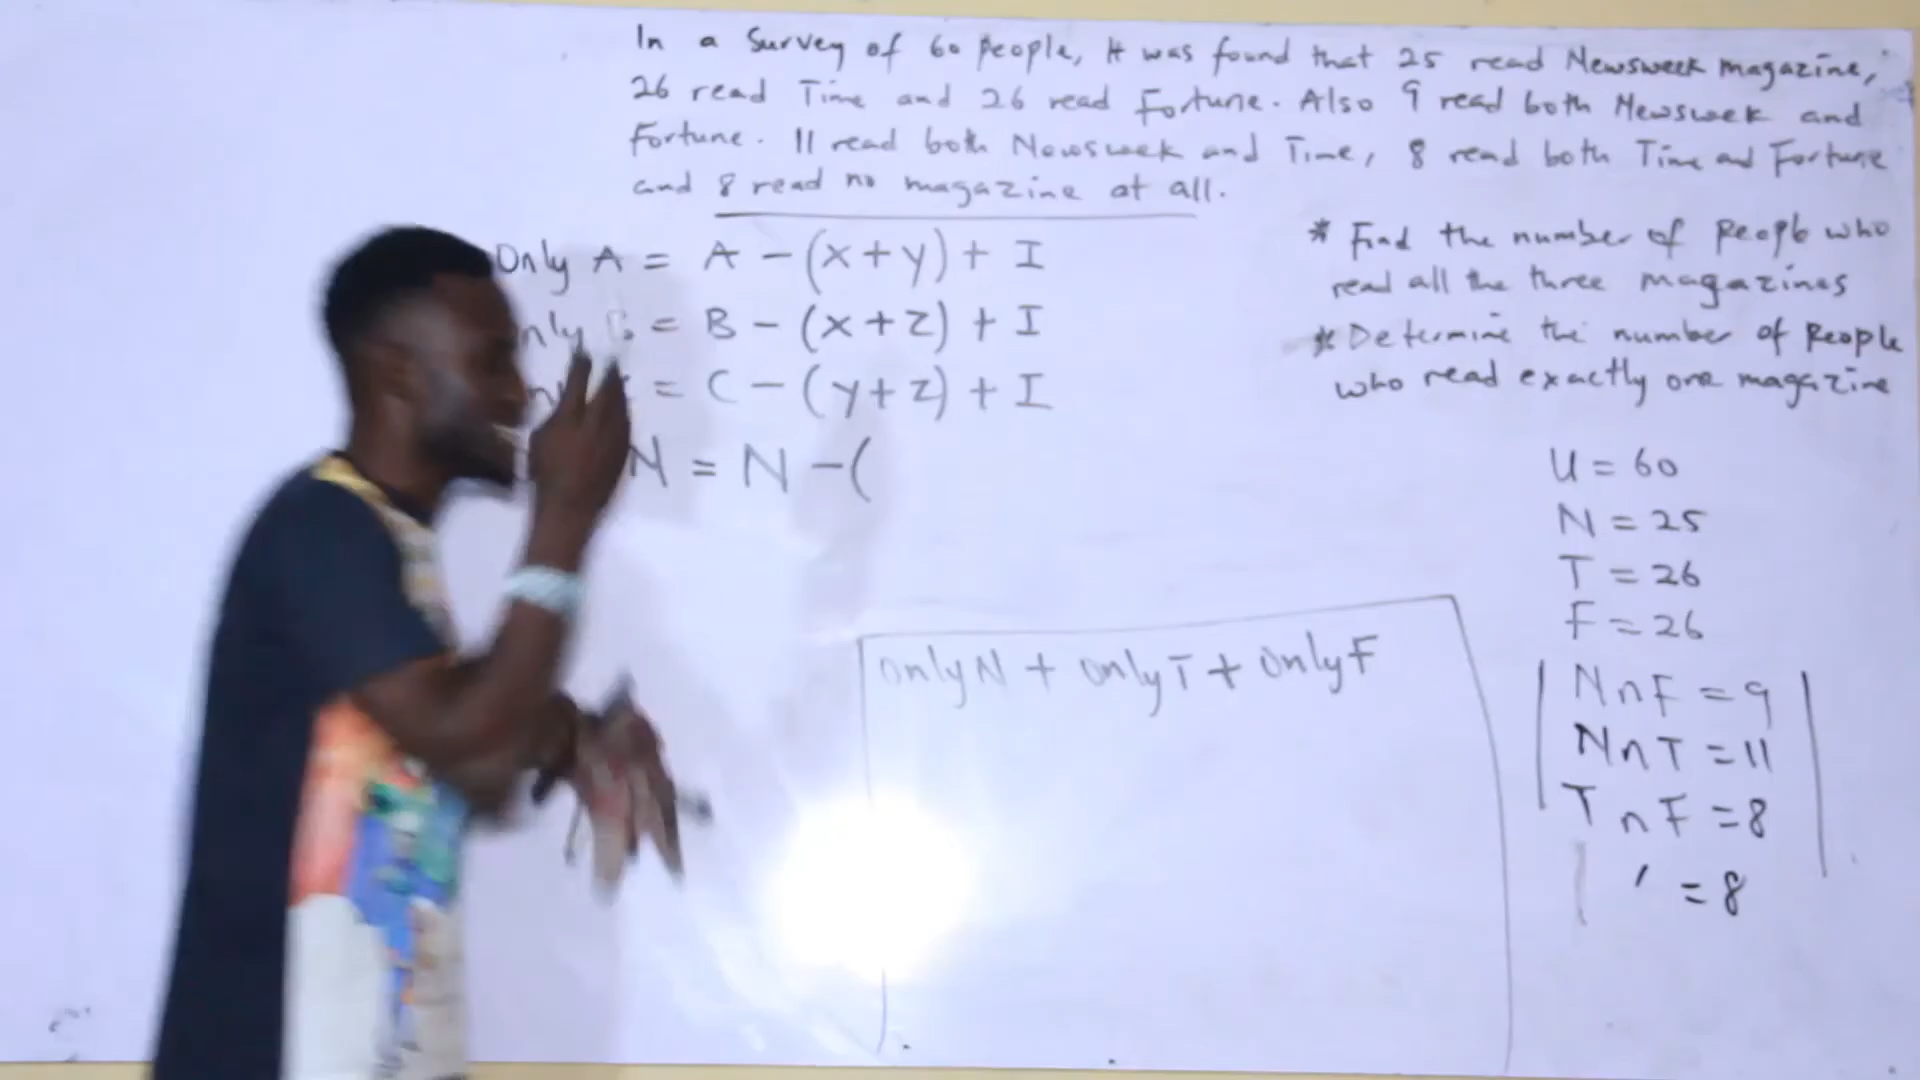 In a Survey of 60 people, It was found that 25 read Newsweek magazine,
26 read Time and 26 read Fortune. Also 9 read both Newsweek and
Fortune. 11 read both Newsweek and Time, 8 read both Time and Fortune
and 8 read no magazine at all.
* Find the number of People who
read all the three magazines
* Determine the number of People
who read exactly one magazine
Only A = A - (x+y) + I
= B - (x+z) + I
= C - (y+z) + I
N = N - (
Only N + Only T + Only F
U = 60
N = 25
T = 26
F = 26
N n F = 9
N n T = 11
T n F = 8
' = 8